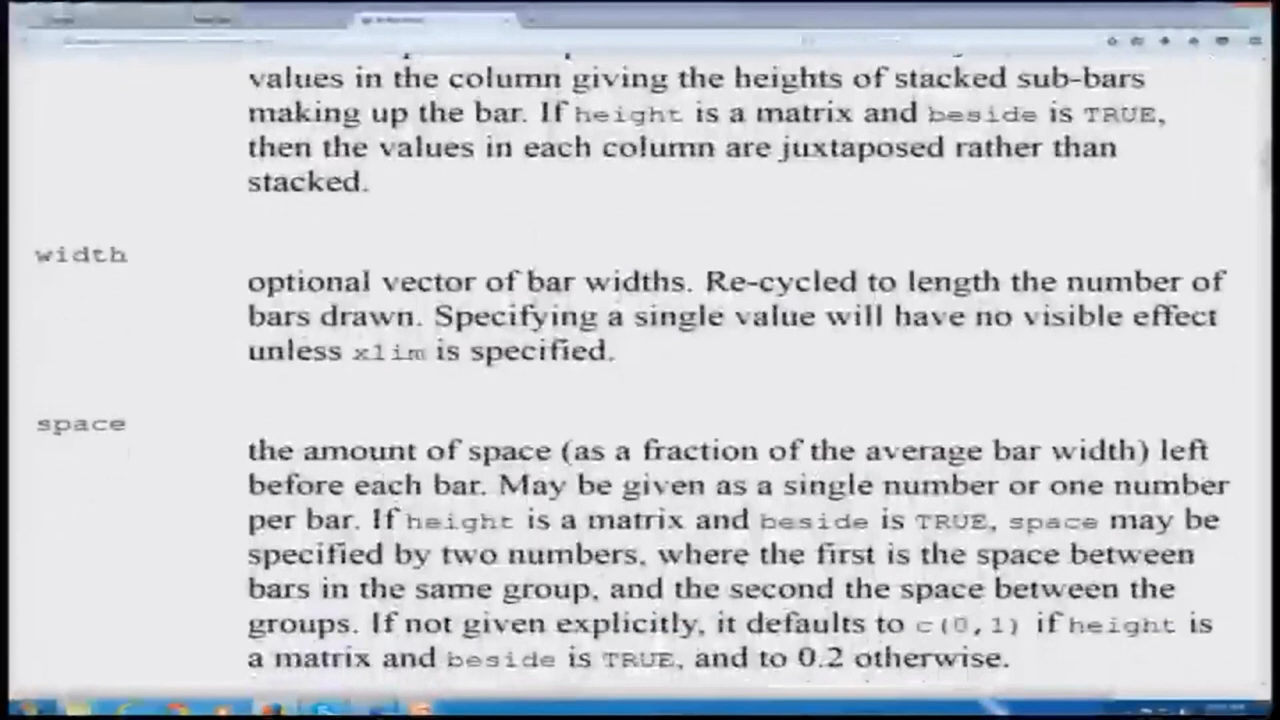 values in the column giving the heights of stacked sub-bars
making up the bar. If height is a matrix and beside is TRUE,
then the values in each column are juxtaposed rather than
stacked.
width
optional vector of bar widths. Re-cycled to length the number of
bars drawn. Specifying a single value will have no visible effect
unless xlim is specified.
space
the amount of space (as a fraction of the average bar width) left
before each bar. May be given as a single number or one number
per bar. If height is a matrix and beside is TRUE, space may be
specified by two numbers, where the first is the space between
bars in the same group, and the second the space between the
groups. If not given explicitly, it defaults to c(0,1) if height is
a matrix and beside is TRUE, and to 0.2 otherwise.